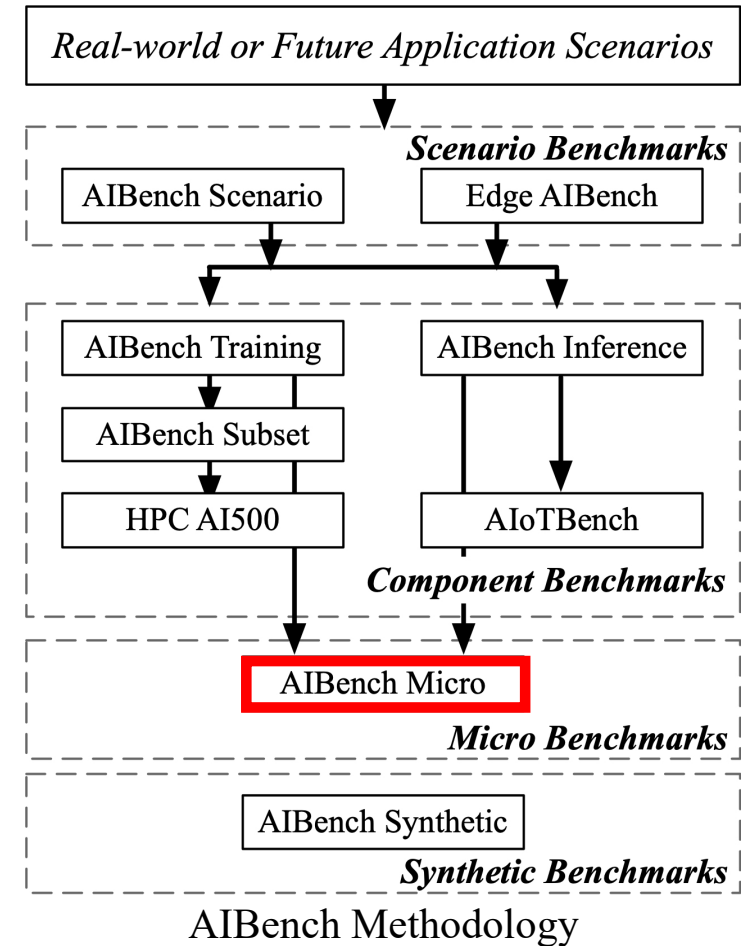 Real-world or Future Application Scenarios
Scenario Benchmarks
AIBench Scenario
Edge AIBench
AIBench Training
AIBench Inference
AIBench Subset
HPC AI500
AIoTBench
Component Benchmarks
AIBench Micro
Micro Benchmarks
AIBench Synthetic
Synthetic Benchmarks
AIBench Methodology